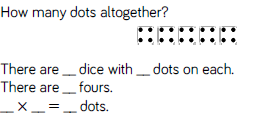 How many dots altogether?
There are __ dice with __ dots on each.
There are __ fours.
__ × __ = __ dots.